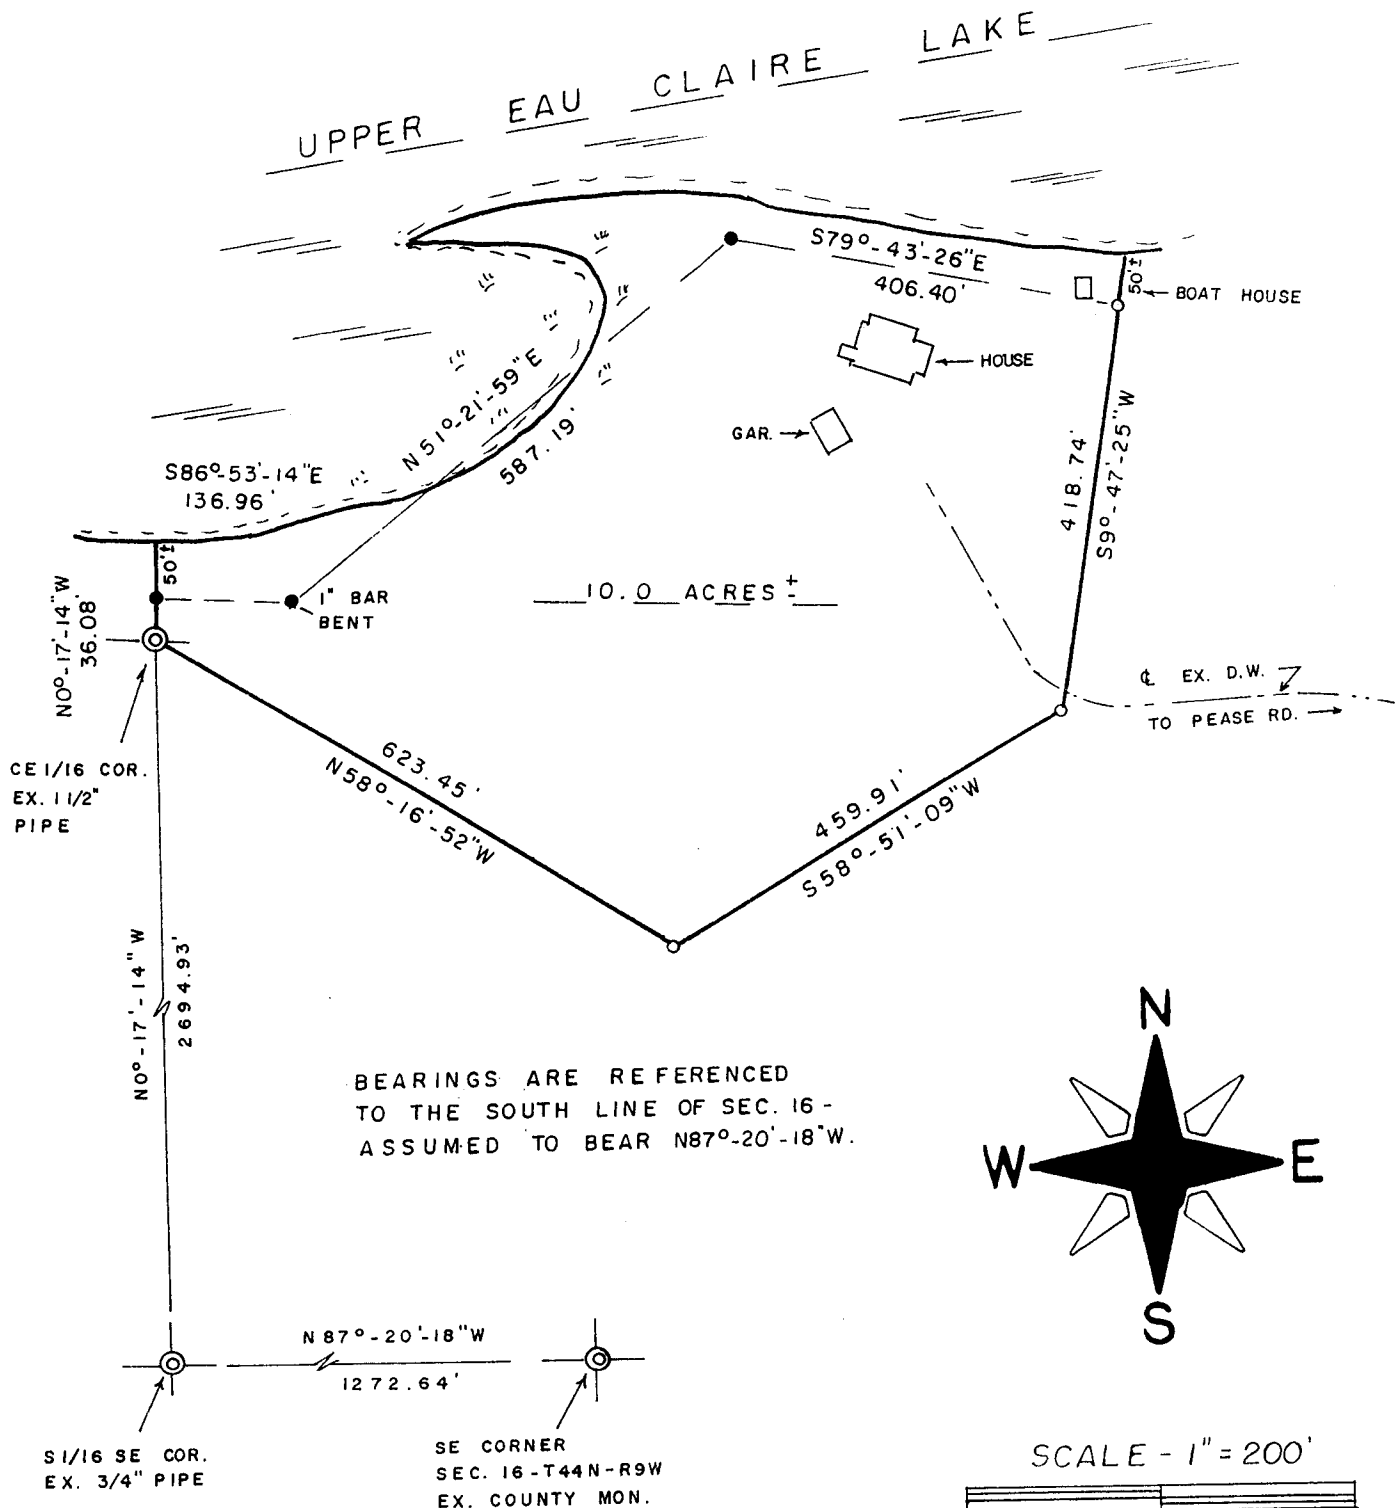 UPPER EAU CLAIRE LAKE
S79°-43'-26"E
406.40'
50'±
BOAT HOUSE
HOUSE
GAR.
N51°-21'-59"E
587.19'
S86°-53'-14"E
136.96'
418.74'
S9°-47'-25"W
50'±
1" BAR
BENT
10.0 ACRES ±
N0°-17'-14"W
36.08'
℄ EX. D.W.
TO PEASE RD.
CE 1/16 COR.
EX. 1 1/2"
PIPE
623.45'
N58°-16'-52"W
459.91'
S58°-51'-09"W
N0°-17'-14"W
2694.93'
N
W
E
S
BEARINGS ARE REFERENCED
TO THE SOUTH LINE OF SEC. 16 -
ASSUMED TO BEAR N87°-20'-18"W.
N87°-20'-18"W
1272.64'
S 1/16 SE COR.
EX. 3/4" PIPE
SE CORNER
SEC. 16-T44N-R9W
EX. COUNTY MON.
SCALE - 1" = 200'